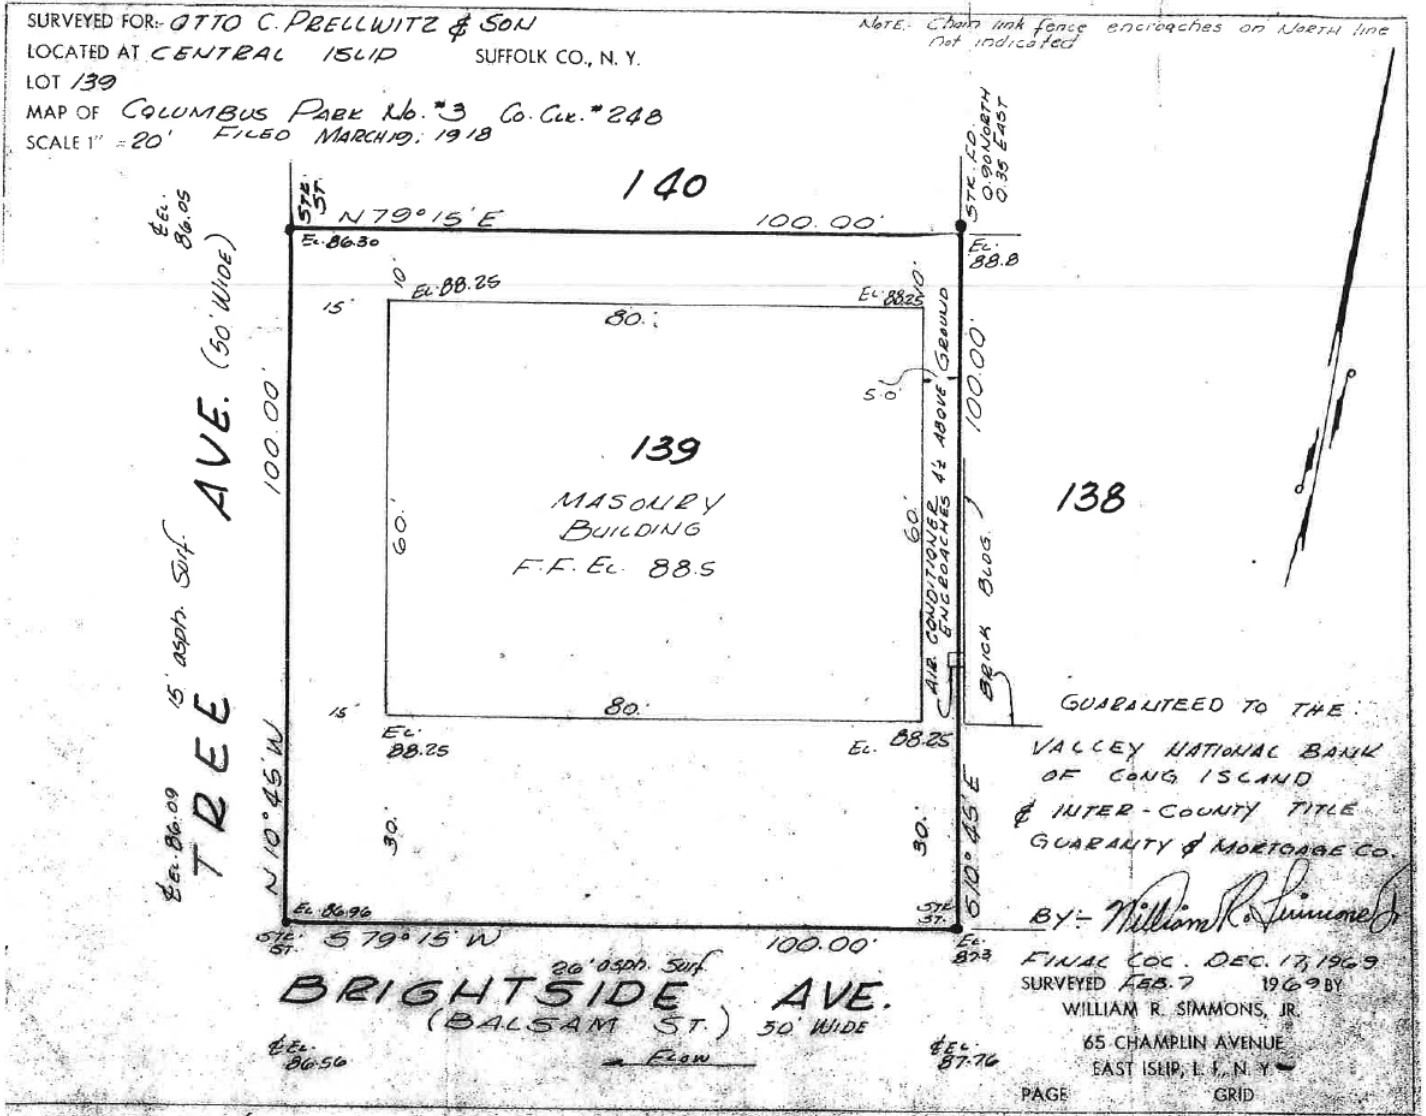 SURVEYED FOR:- OTTO C. PRELLWITZ & SON
LOCATED AT CENTRAL ISLIP SUFFOLK CO., N. Y.
LOT 139
MAP OF COLUMBUS PARK No. #3 Co. CLK. #248
SCALE 1" = 20' FILED MARCH 19, 1918
NOTE: Chain link fence encroaches on NORTH line
not indicated
STK. FD.
0.90 NORTH
0.35 EAST
℄ EL.
86.05
STK.
ST.
N 79° 15' E
140
100.00'
EL. 86.30
EL.
88.8
10'
EL. 88.25
EL. 88.25
10'
15'
80.
TREE AVE. (50' WIDE)
100.00'
5.0'
100.00'
139
MASONRY
BUILDING
F.F. EL. 88.5
60.
60.
AIR CONDITIONER
ENCROACHES 4½ ABOVE GROUND
BRICK BLDG.
138
15' asph. Surf.
15'
80.
EL.
88.25
EL. 88.25
℄ EL. 86.09
N 10° 45' W
30.
30.
S 10° 45' E
GUARANTEED TO THE
VALLEY NATIONAL BANK
OF LONG ISLAND
& INTER-COUNTY TITLE
GUARANTY & MORTGAGE CO.
EL. 86.96
STK.
ST.
STK.
ST.
S 79° 15' W
100.00'
EL.
87.3
26' asph. Surf.
BRIGHTSIDE AVE.
(BALSAM ST.) 50' WIDE
℄ EL.
86.56
FLOW
℄ EL.
87.76
BY:- William R. Simmons Jr
FINAL LOC. DEC. 17, 1969
SURVEYED FEB. 7 1969 BY
WILLIAM R. SIMMONS, JR.
65 CHAMPLIN AVENUE
EAST ISLIP, L. I., N. Y.
PAGE GRID